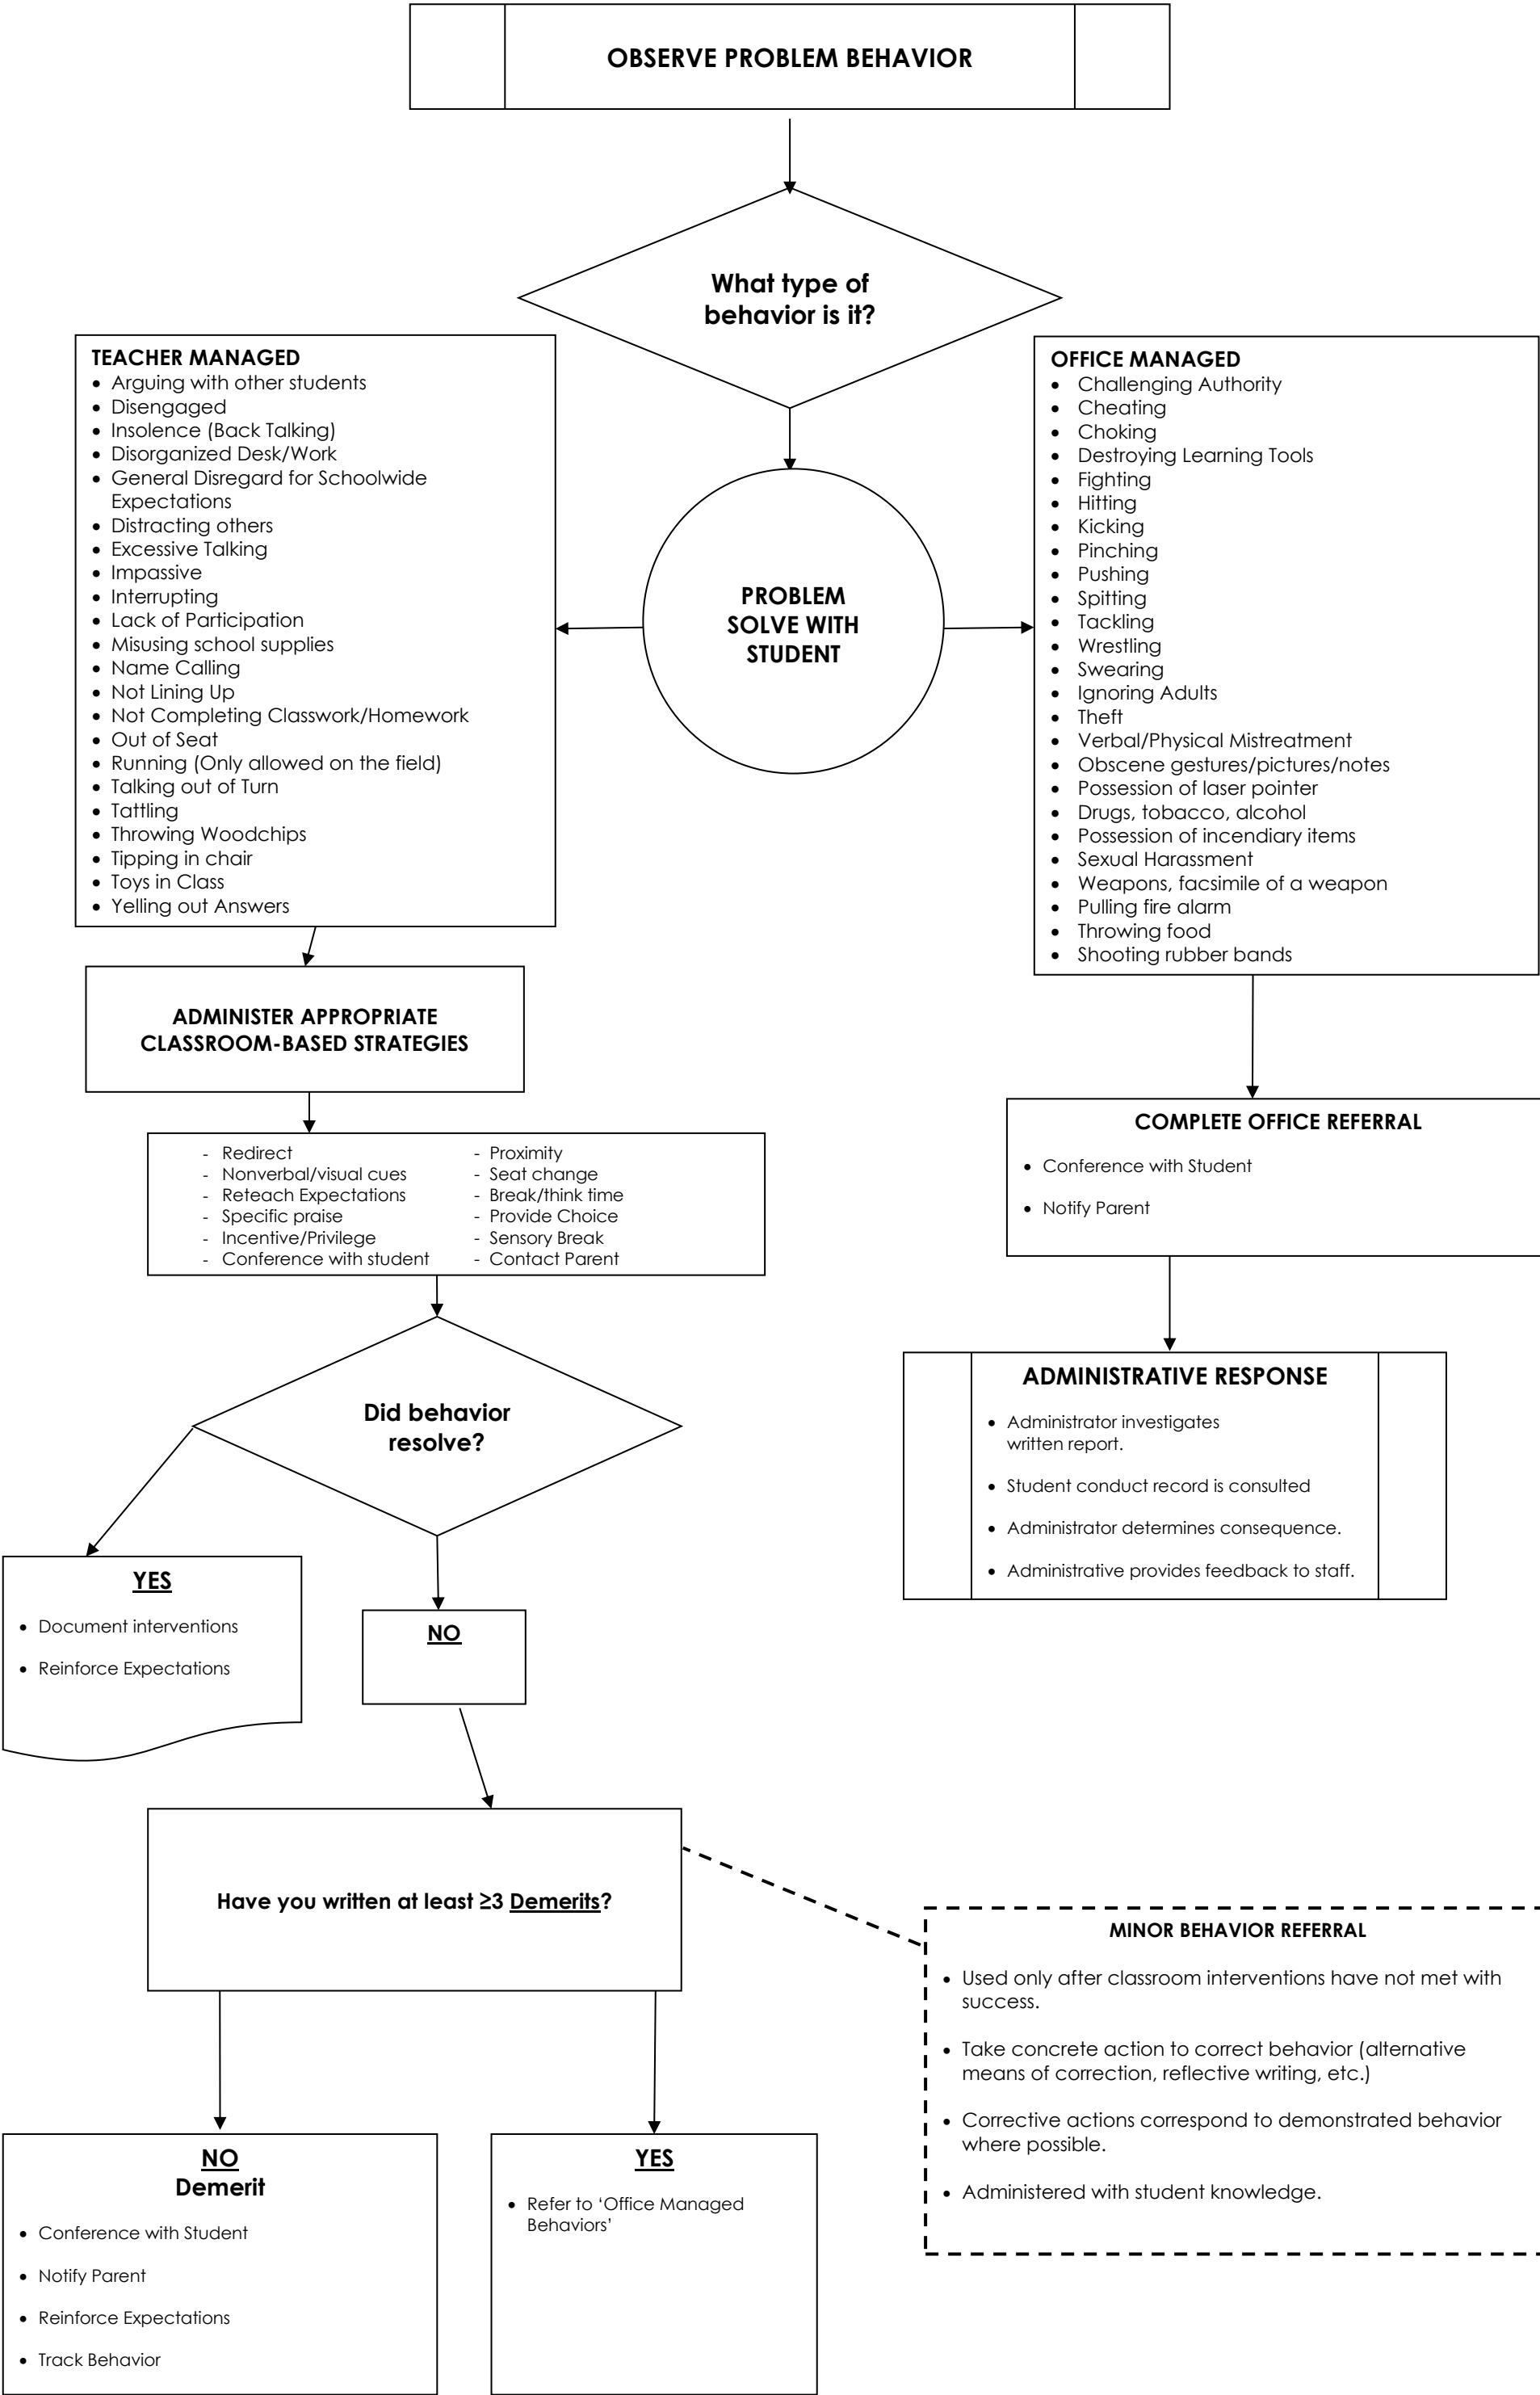 OBSERVE PROBLEM BEHAVIOR
What type of
behavior is it?
TEACHER MANAGED
• Arguing with other students
• Disengaged
• Insolence (Back Talking)
• Disorganized Desk/Work
• General Disregard for Schoolwide
Expectations
• Distracting others
• Excessive Talking
• Impassive
• Interrupting
• Lack of Participation
• Misusing school supplies
• Name Calling
• Not Lining Up
• Not Completing Classwork/Homework
• Out of Seat
• Running (Only allowed on the field)
• Talking out of Turn
• Tattling
• Throwing Woodchips
• Tipping in chair
• Toys in Class
• Yelling out Answers
PROBLEM
SOLVE WITH
STUDENT
OFFICE MANAGED
• Challenging Authority
• Cheating
• Choking
• Destroying Learning Tools
• Fighting
• Hitting
• Kicking
• Pinching
• Pushing
• Spitting
• Tackling
• Wrestling
• Swearing
• Ignoring Adults
• Theft
• Verbal/Physical Mistreatment
• Obscene gestures/pictures/notes
• Possession of laser pointer
• Drugs, tobacco, alcohol
• Possession of incendiary items
• Sexual Harassment
• Weapons, facsimile of a weapon
• Pulling fire alarm
• Throwing food
• Shooting rubber bands
ADMINISTER APPROPRIATE
CLASSROOM-BASED STRATEGIES
- Redirect
- Nonverbal/visual cues
- Reteach Expectations
- Specific praise
- Incentive/Privilege
- Conference with student
- Proximity
- Seat change
- Break/think time
- Provide Choice
- Sensory Break
- Contact Parent
COMPLETE OFFICE REFERRAL
• Conference with Student
• Notify Parent
Did behavior
resolve?
ADMINISTRATIVE RESPONSE
• Administrator investigates
written report.
• Student conduct record is consulted
• Administrator determines consequence.
• Administrative provides feedback to staff.
YES
• Document interventions
• Reinforce Expectations
NO
Have you written at least ≥3 Demerits?
MINOR BEHAVIOR REFERRAL
• Used only after classroom interventions have not met with
success.
• Take concrete action to correct behavior (alternative
means of correction, reflective writing, etc.)
• Corrective actions correspond to demonstrated behavior
where possible.
• Administered with student knowledge.
NO
Demerit
• Conference with Student
• Notify Parent
• Reinforce Expectations
• Track Behavior
YES
• Refer to ‘Office Managed
Behaviors’